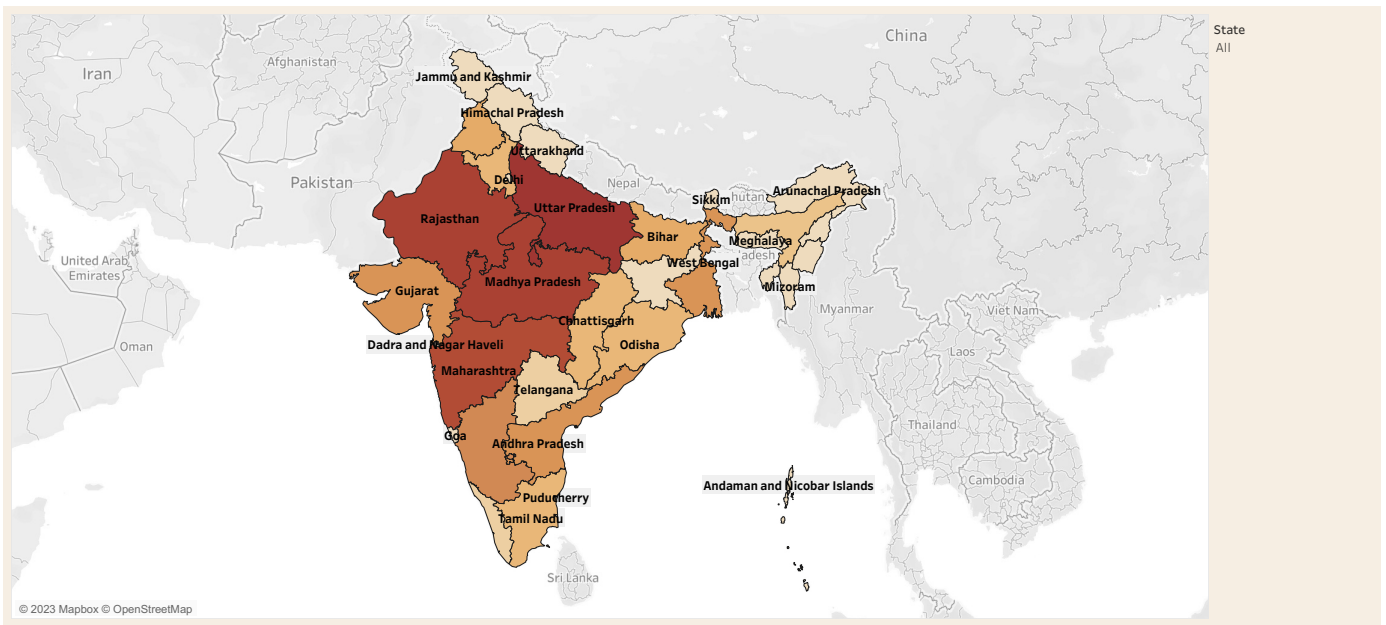 State
All
China
Afghanistan
Iran
Jammu and Kashmir
Himachal Pradesh
Uttarakhand
Pakistan
Delhi
Nepal
Arunachal Pradesh
Sikkim
hutan
Uttar Pradesh
Rajasthan
Bihar
Meghalaya
adesh
United Arab
Emirates
West Bengal
Madhya Pradesh
Mizoram
Gujarat
Myanmar
Viet Nam
Chhattisgarh
Oman
Dadra and Nagar Haveli
Odisha
Laos
Maharashtra
Telangana
Thailand
Goa
Andhra Pradesh
Cambodia
Andaman and Nicobar Islands
Puducherry
Tamil Nadu
Sri Lanka
© 2023 Mapbox © OpenStreetMap